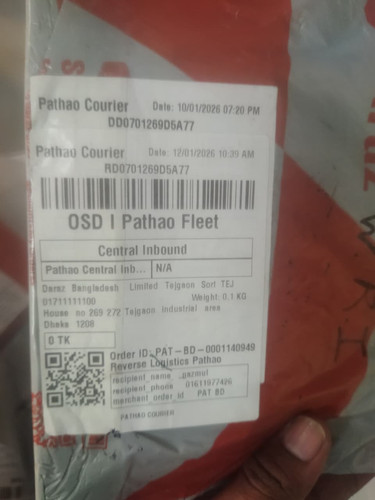 Pathao Courier Date: 10/01/2026 07:20 PM
DD0701269D5A77
Pathao Courier Date: 12/01/2026 10:39 AM
RD0701269D5A77
OSD | Pathao Fleet
Central Inbound
Pathao Central Inb... N/A
Daraz Bangladesh Limited Tejgaon Sort TEJ
01711111100 Weight: 0.1 KG
House no 269 272 Tejgaon industrial area
Dhaka 1208
0 TK
Order ID: PAT-BD-0001140949
Reverse Logistics Pathao
recipient_name
recipient_phone 01611977426
merchant_order_id PAT BD
PATHAO COURIER